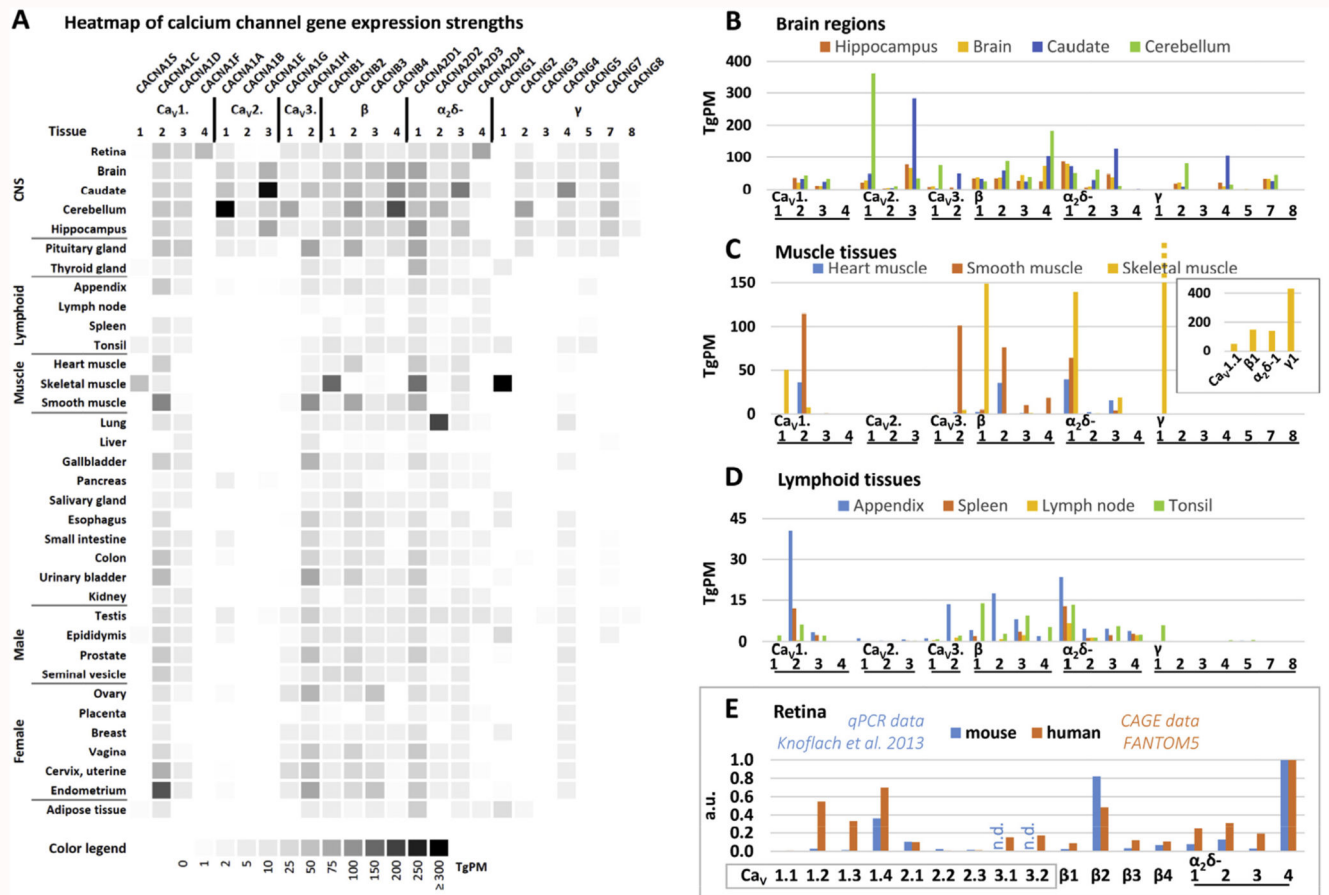 A Heatmap of calcium channel gene expression strengths
CACNA1S
CACNA1C
CACNA1D
CACNA1F
CACNA1A
CACNA1B
CACNA1E
CACNA1G
CACNA1H
CACNB1
CACNB2
CACNB3
CACNB4
CACNA2D1
CACNA2D2
CACNA2D3
CACNA2D4
CACNG1
CACNG2
CACNG3
CACNG4
CACNG5
CACNG7
CACNG8
CaV1. CaV2. CaV3. β α2δ- γ
Tissue 1 2 3 4 1 2 3 1 2 1 2 3 4 1 2 3 4 1 2 3 4 5 7 8
CNS
Retina
Brain
Caudate
Cerebellum
Hippocampus
Pituitary gland
Thyroid gland
Lymphoid
Appendix
Lymph node
Spleen
Tonsil
Muscle
Heart muscle
Skeletal muscle
Smooth muscle
Lung
Liver
Gallbladder
Pancreas
Salivary gland
Esophagus
Small intestine
Colon
Urinary bladder
Kidney
Male
Testis
Epididymis
Prostate
Seminal vesicle
Female
Ovary
Placenta
Breast
Vagina
Cervix, uterine
Endometrium
Adipose tissue
Color legend
0 1 2 5 10 25 50 75 100 150 200 250 ≥300 TgPM
B Brain regions
Hippocampus Brain Caudate Cerebellum
TgPM
400
300
200
100
0
CaV1. CaV2. CaV3. β α2δ- γ
1 2 3 4 1 2 3 1 2 1 2 3 4 1 2 3 4 1 2 3 4 5 7 8
C Muscle tissues
Heart muscle Smooth muscle Skeletal muscle
TgPM
150
100
50
0
CaV1. CaV2. CaV3. β α2δ- γ
1 2 3 4 1 2 3 1 2 1 2 3 4 1 2 3 4 1 2 3 4 5 7 8
400
200
0
CaV1.1 β1 α2δ-1 γ1
D Lymphoid tissues
Appendix Spleen Lymph node Tonsil
TgPM
45
30
15
0
CaV1. CaV2. CaV3. β α2δ- γ
1 2 3 4 1 2 3 1 2 1 2 3 4 1 2 3 4 1 2 3 4 5 7 8
E Retina
qPCR data
Knoflach et al. 2013
mouse human
CAGE data
FANTOM5
a.u.
1.0
0.8
0.6
0.4
0.2
0.0
n.d. n.d.
α2δ-
CaV 1.1 1.2 1.3 1.4 2.1 2.2 2.3 3.1 3.2 β1 β2 β3 β4 1 2 3 4